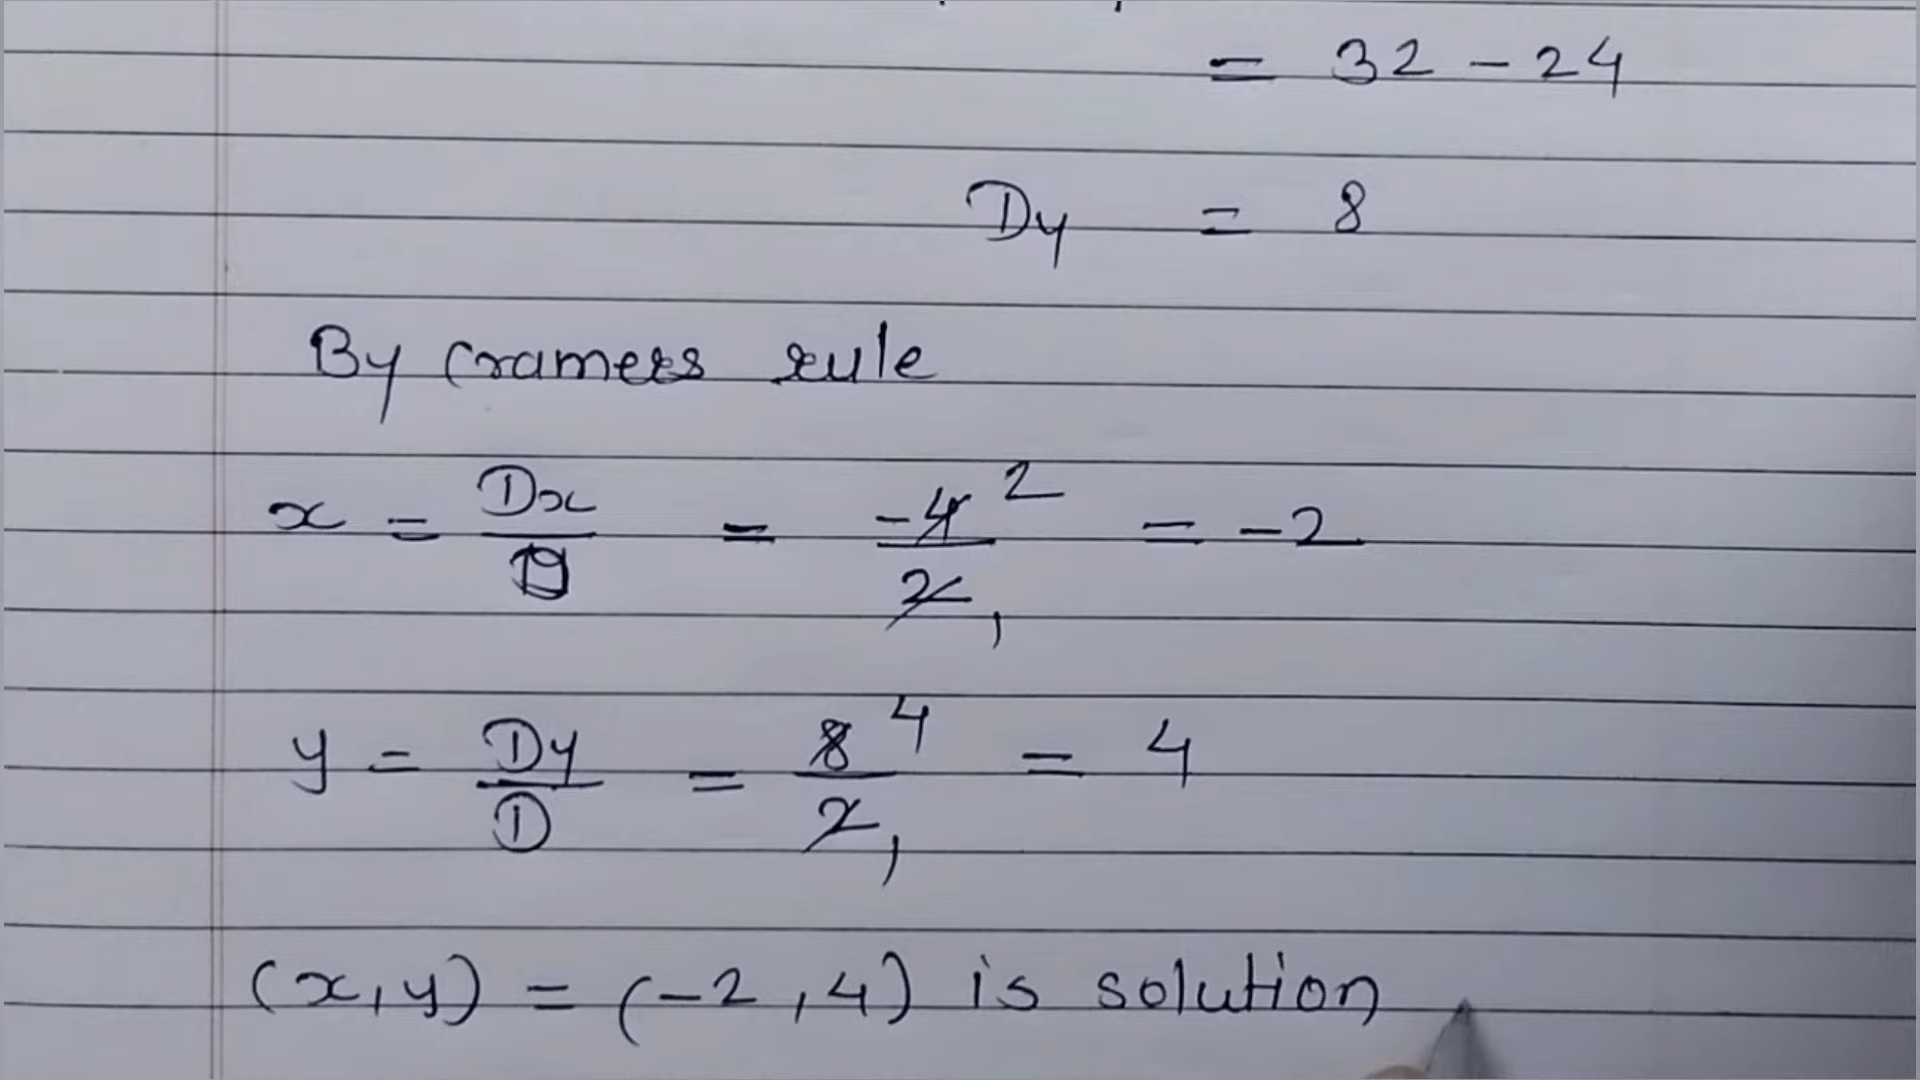 = 32 - 24
Dy = 8
By Cramers rule
x = Dx/D = -4/2 = -2
y = Dy/D = 8/2 = 4
(x,y) = (-2,4) is solution